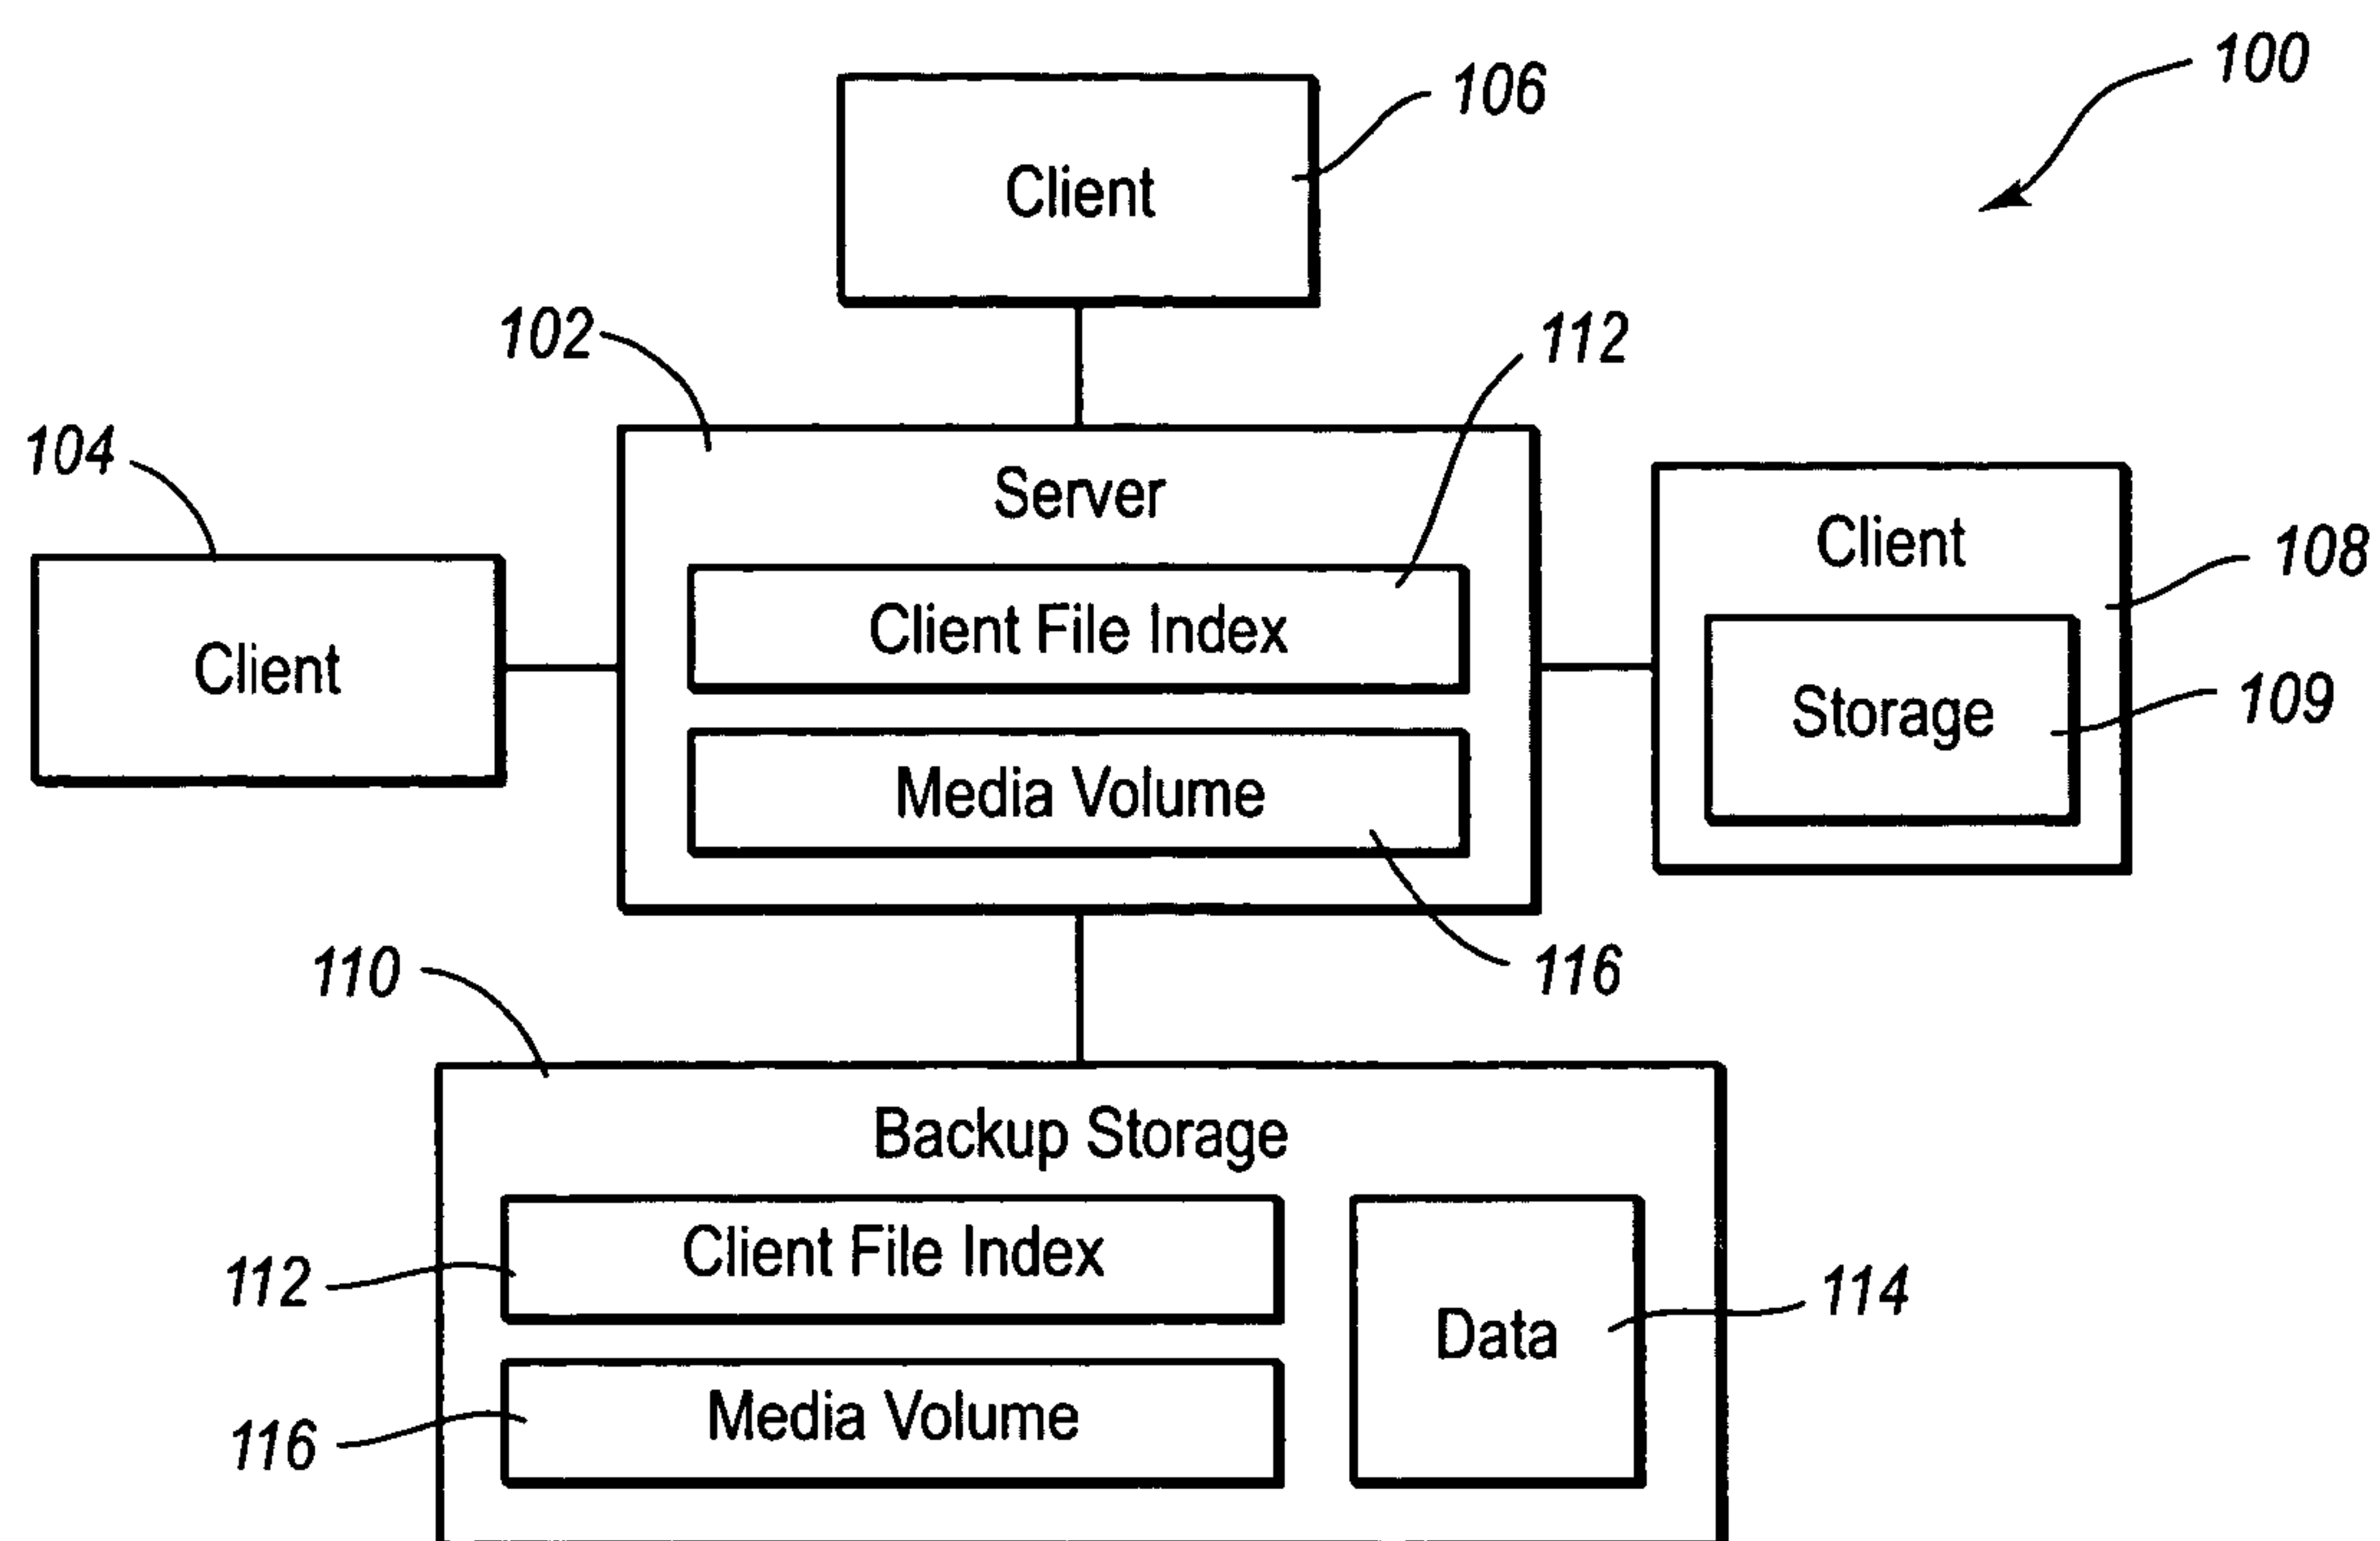 100
106
Client
102
112
104
Server
Client
108
Client File Index
Client
Storage
109
Media Volume
116
110
Backup Storage
Client File Index
112
Data
114
Media Volume
116